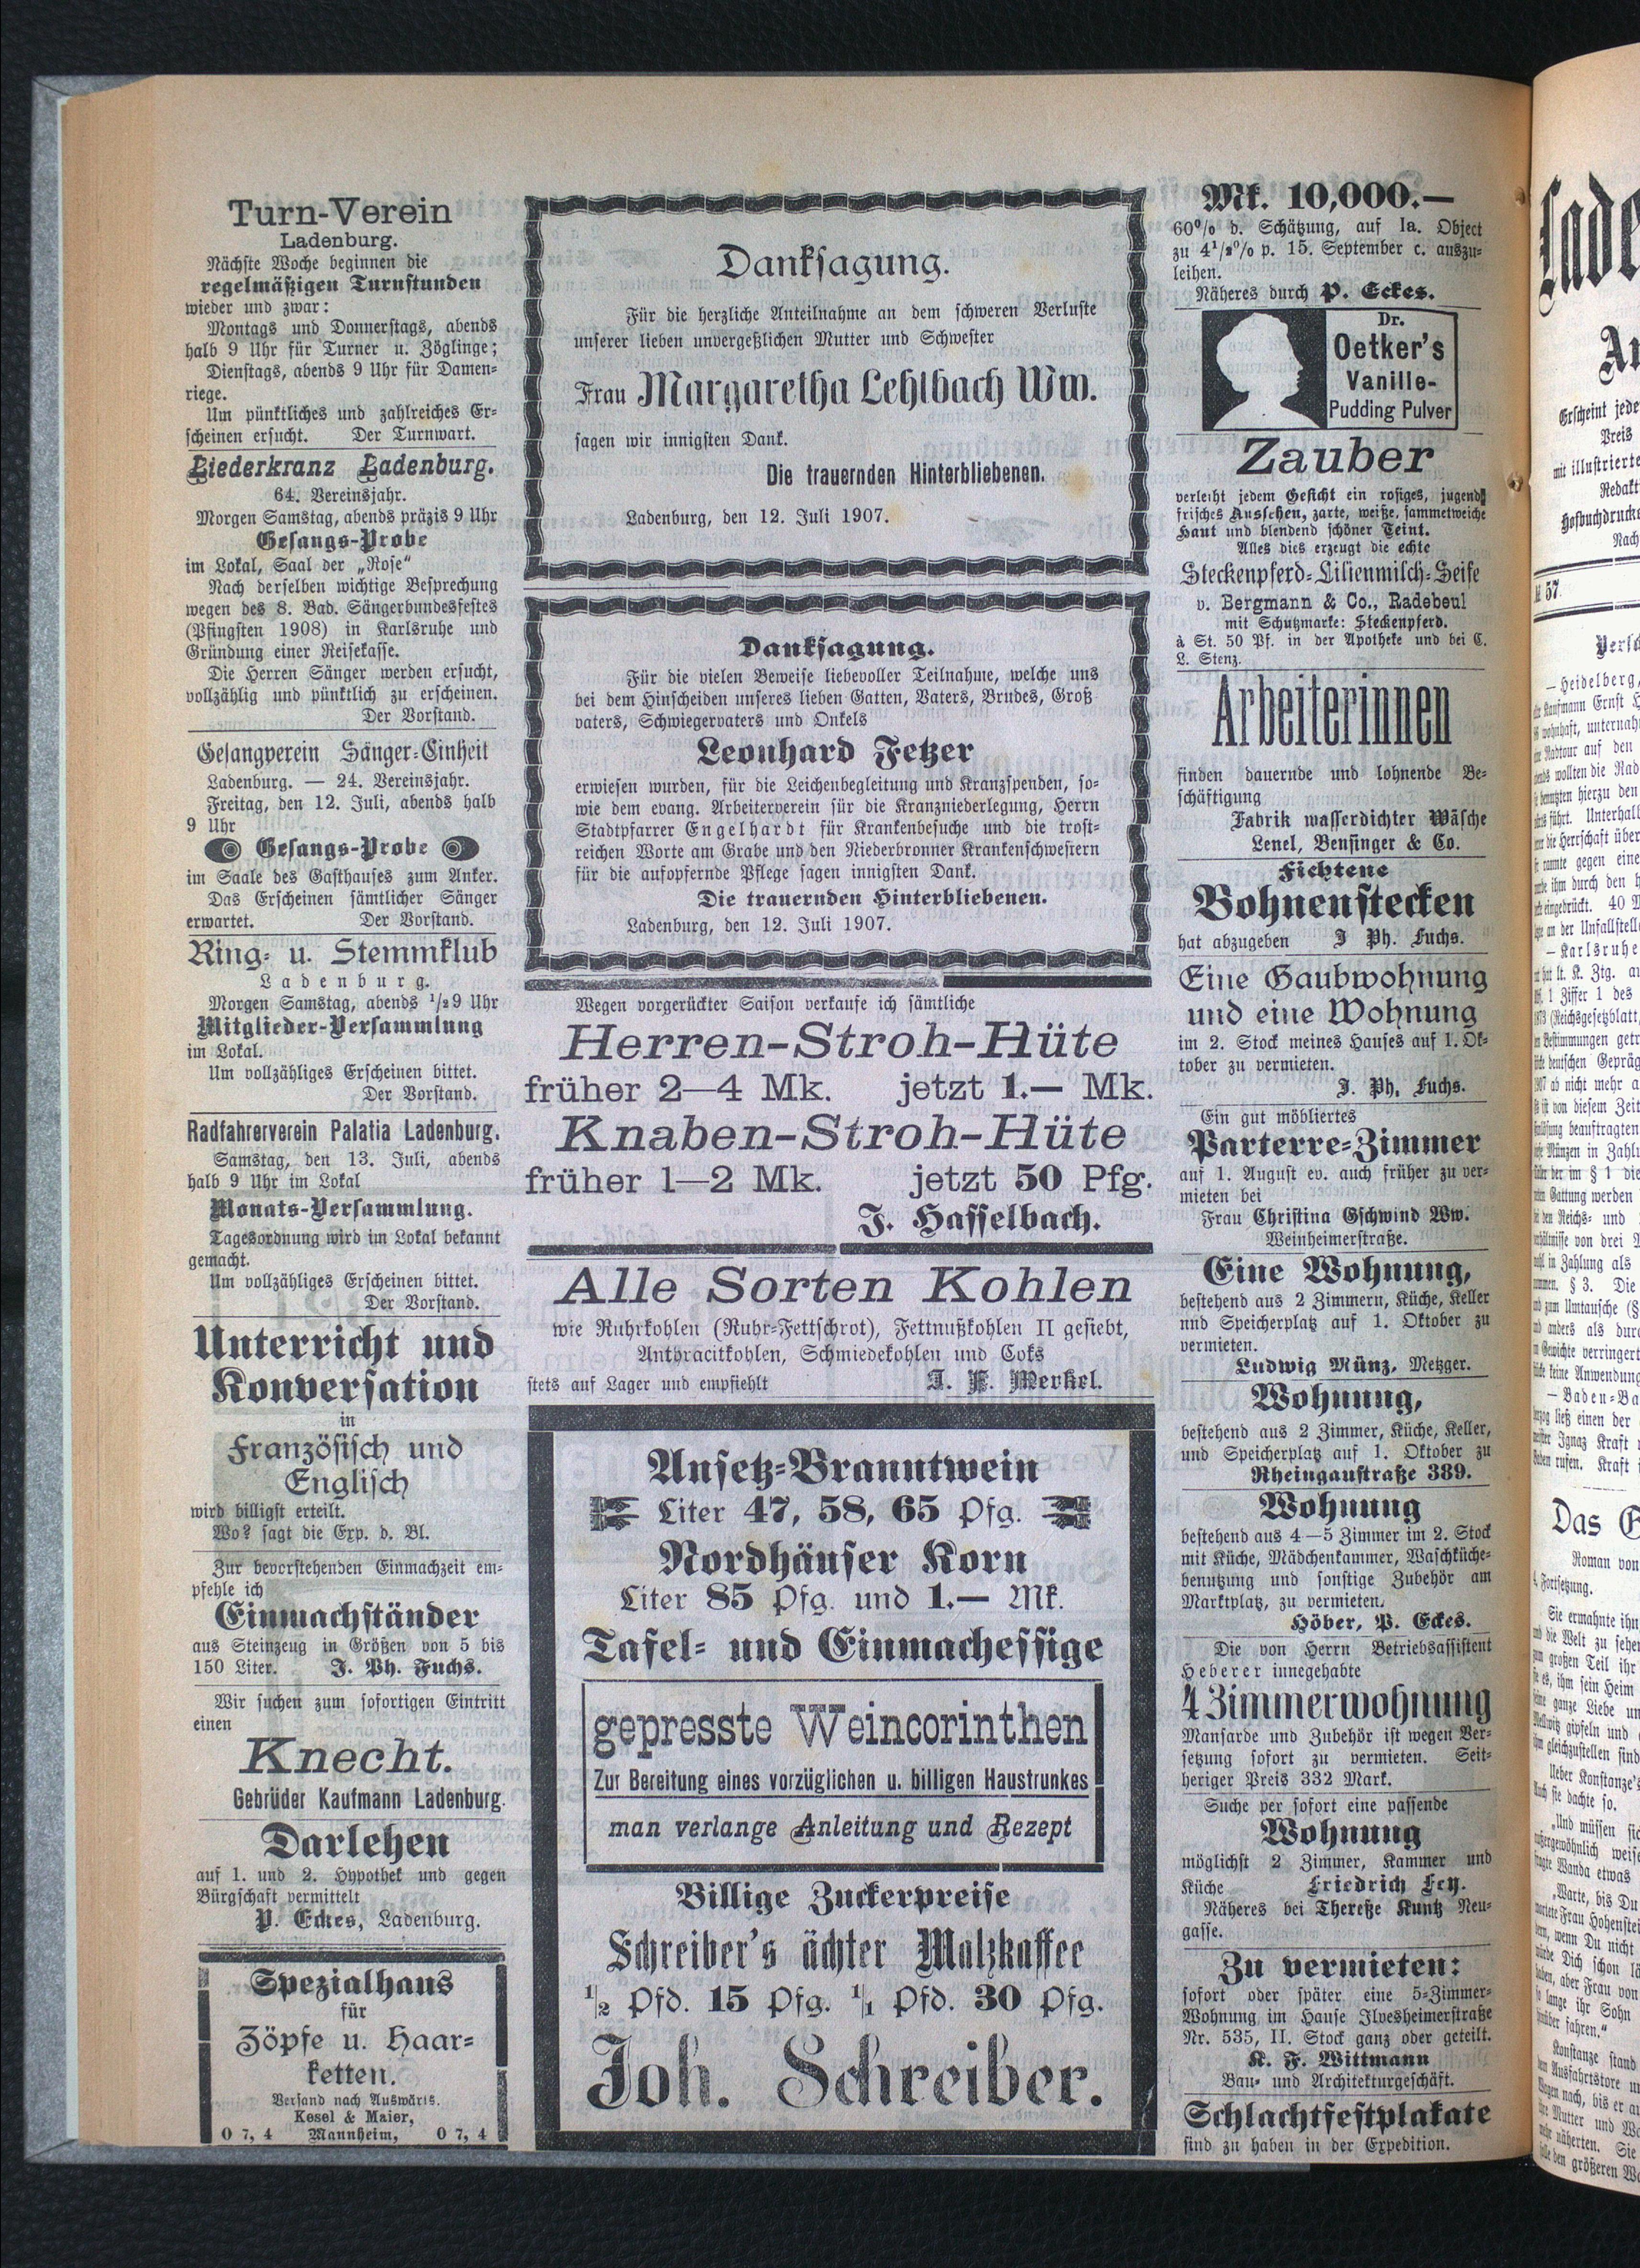 Turn-Verein
Ladenburg.
Nächste Woche beginnen die
regelmäßigen Turnstunden
wieder und zwar:
Montags und Donnerstags, abends
halb 9 Uhr für Turner u. Zöglinge;
Dienstags, abends 9 Uhr für Damen-
riege.
Um pünktliches und zahlreiches Er-
scheinen ersucht. Der Turnwart.
Liederkranz Ladenburg.
64. Vereinsjahr.
Morgen Samstag, abends präzis 9 Uhr
Gesangs-Probe
im Lokal, Saal der „Rose“
Nach derselben wichtige Besprechung
wegen des 8. Bad. Sängerbundesfestes
(Pfingsten 1908) in Karlsruhe und
Gründung einer Reisekasse.
Die Herren Sänger werden ersucht,
vollzählig und pünktlich zu erscheinen.
Der Vorstand.
Gesangverein Sänger-Einheit
Ladenburg. — 24. Vereinsjahr.
Freitag, den 12. Juli, abends halb
9 Uhr
Gesangs-Probe
im Saale des Gasthauses zum Anker.
Das Erscheinen sämtlicher Sänger
erwartet. Der Vorstand.
Ring- u. Stemmklub
Ladenburg.
Morgen Samstag, abends 1/29 Uhr
Mitglieder-Versammlung
im Lokal.
Um vollzähliges Erscheinen bittet.
Der Vorstand.
Radfahrerverein Palatia Ladenburg.
Samstag, den 13. Juli, abends
halb 9 Uhr im Lokal
Monats-Versammlung.
Tagesordnung wird im Lokal bekannt
gemacht.
Um vollzähliges Erscheinen bittet.
Der Vorstand.
Unterricht und
Konversation
in
Französisch und
Englisch
wird billigst erteilt.
Wo? sagt die Exp. d. Bl.
Zur bevorstehenden Einmachzeit em-
pfehle ich
Einmachständer
aus Steinzeug in Größen von 5 bis
150 Liter. J. Ph. Fuchs.
Wir suchen zum sofortigen Eintritt
einen
Knecht.
Gebrüder Kaufmann Ladenburg.
Darlehen
auf 1. und 2. Hypothek und gegen
Bürgschaft vermittelt
P. Eckes, Ladenburg.
Spezialhaus
für
Zöpfe u. Haar-
ketten.
Versand nach Auswärts.
Kesel & Maier,
O 7, 4 Mannheim, O 7, 4
Danksagung.
Für die herzliche Anteilnahme an dem schweren Verluste
unserer lieben unvergeßlichen Mutter und Schwester
Frau Margaretha Lehlbach Ww.
sagen wir innigsten Dank.
Die trauernden Hinterbliebenen.
Ladenburg, den 12. Juli 1907.
Danksagung.
Für die vielen Beweise liebevoller Teilnahme, welche uns
bei dem Hinscheiden unseres lieben Gatten, Vaters, Brudes, Groß
vaters, Schwiegervaters und Onkels
Leonhard Fetzer
erwiesen wurden, für die Leichenbegleitung und Kranzspenden, so-
wie dem evang. Arbeiterverein für die Kranzniederlegung, Herrn
Stadtpfarrer Engelhardt für Krankenbesuche und die trost-
reichen Worte am Grabe und den Niederbronner Krankenschwestern
für die aufopfernde Pflege sagen innigsten Dank.
Die trauernden Hinterbliebenen.
Ladenburg, den 12. Juli 1907.
Wegen vorgerückter Saison verkaufe ich sämtliche
Herren-Stroh-Hüte
früher 2—4 Mk. jetzt 1.— Mk.
Knaben-Stroh-Hüte
früher 1—2 Mk. jetzt 50 Pfg.
J. Hasselbach.
Alle Sorten Kohlen
wie Ruhrkohlen (Ruhr-Fettschrot), Fettnußkohlen II gesiebt,
Anthracitkohlen, Schmiedekohlen und Coks
stets auf Lager und empfiehlt J. F. Merkel.
Ansetz-Branntwein
Liter 47, 58, 65 Pfg.
Nordhäuser Korn
Liter 85 Pfg. und 1.— Mk.
Tafel- und Einmachessige
gepresste Weincorinthen
Zur Bereitung eines vorzüglichen u. billigen Haustrunkes
man verlange Anleitung und Rezept
Billige Zuckerpreise
Schreiber's ächter Malzkaffee
1/2 Pfd. 15 Pfg. 1/1 Pfd. 30 Pfg.
Joh. Schreiber.
Mk. 10,000.—
60% d. Schätzung, auf Ia. Object
zu 4 1/2% p. 15. September c. auszu-
leihen.
Näheres durch P. Eckes.
Dr.
Oetker's
Vanille-
Pudding Pulver
Zauber
verleiht jedem Gesicht ein rosiges, jugend
frisches Aussehen, zarte, weiße, sammetweiche
Haut und blendend schöner Teint.
Alles dies erzeugt die echte
Steckenpferd-Lilienmilch-Seife
v. Bergmann & Co., Radebeul
mit Schutzmarke: Steckenpferd.
à St. 50 Pf. in der Apotheke und bei C.
L. Stenz.
Arbeiterinnen
finden dauernde und lohnende Be-
schäftigung
Fabrik wasserdichter Wäsche
Lenel, Bensinger & Co.
Fichtene
Bohnenstecken
hat abzugeben J Ph. Fuchs.
Eine Gaubwohnung
und eine Wohnung
im 2. Stock meines Hauses auf 1. Ok-
tober zu vermieten.
J. Ph. Fuchs.
Ein gut möbliertes
Parterre-Zimmer
auf 1. August ev. auch früher zu ver-
mieten bei
Frau Christina Gschwind Ww.
Weinheimerstraße.
Eine Wohnung,
bestehend aus 2 Zimmern, Küche, Keller
und Speicherplatz auf 1. Oktober zu
vermieten.
Ludwig Münz, Metzger.
Wohnung,
bestehend aus 2 Zimmer, Küche, Keller,
und Speicherplatz auf 1. Oktober zu
Rheingaustraße 389.
Wohnung
bestehend aus 4—5 Zimmer im 2. Stock
mit Küche, Mädchenkammer, Waschküche-
benutzung und sonstige Zubehör am
Marktplatz, zu vermieten.
Höber, P. Eckes.
Die von Herrn Betriebsassistent
Heberer innegehabte
4 Zimmerwohnung
Mansarde und Zubehör ist wegen Ver-
setzung sofort zu vermieten. Seit-
heriger Preis 332 Mark.
Suche per sofort eine passende
Wohnung
möglichst 2 Zimmer, Kammer und
Küche Friedrich Fey.
Näheres bei Thereße Kuntz Neu-
gasse.
Zu vermieten:
sofort oder später eine 5-Zimmer-
Wohnung im Hause Ilvesheimerstraße
Nr. 535, II. Stock ganz oder geteilt.
K. F. Wittmann
Bau- und Architekturgeschäft.
Schlachtfestplakate
sind zu haben in der Expedition.
Lade
An
Erscheint jede
Preis
mit illustrierte
Redakt
Hofbuchdrucke
Nach
57
— Heidelberg,
— Karlsruhe
— Baden-Ba
Das
Roman von
Fortsetzung.